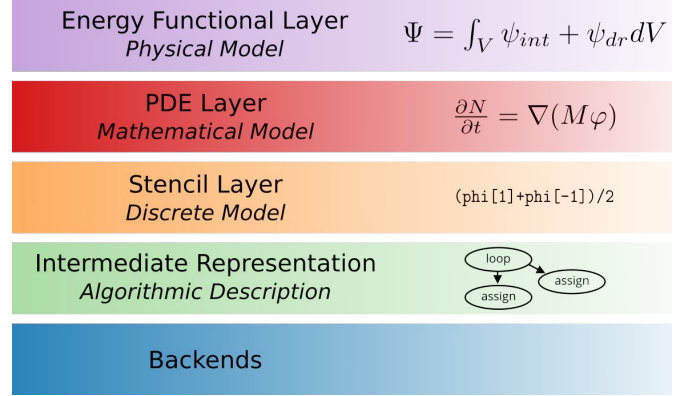 Energy Functional Layer
Physical Model
Ψ = ∫_V ψ_int + ψ_dr dV
PDE Layer
Mathematical Model
∂N/∂t = ∇(Mφ)
Stencil Layer
Discrete Model
(phi[1]+phi[-1])/2
Intermediate Representation
Algorithmic Description
loop
assign
assign
Backends